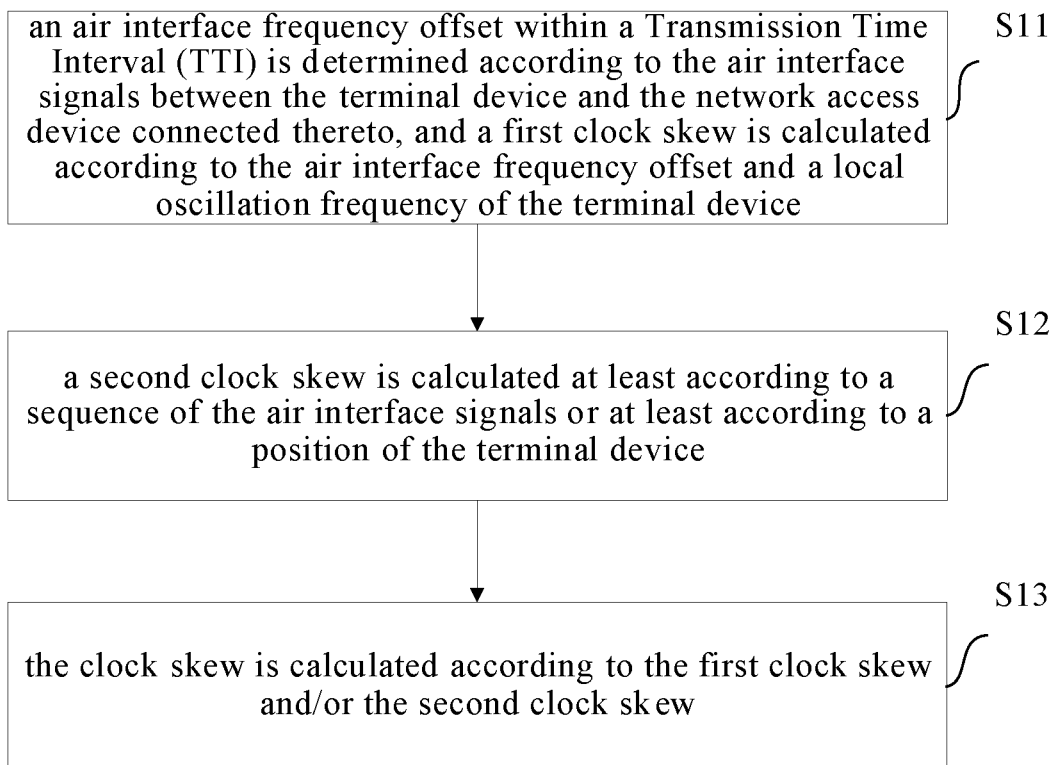 an air interface frequency offset within a Transmission Time
Interval (TTI) is determined according to the air interface
signals between the terminal device and the network access
device connected thereto, and a first clock skew is calculated
according to the air interface frequency offset and a local
oscillation frequency of the terminal device
S11
a second clock skew is calculated at least according to a
sequence of the air interface signals or at least according to a
position of the terminal device
S12
the clock skew is calculated according to the first clock skew
and/or the second clock skew
S13